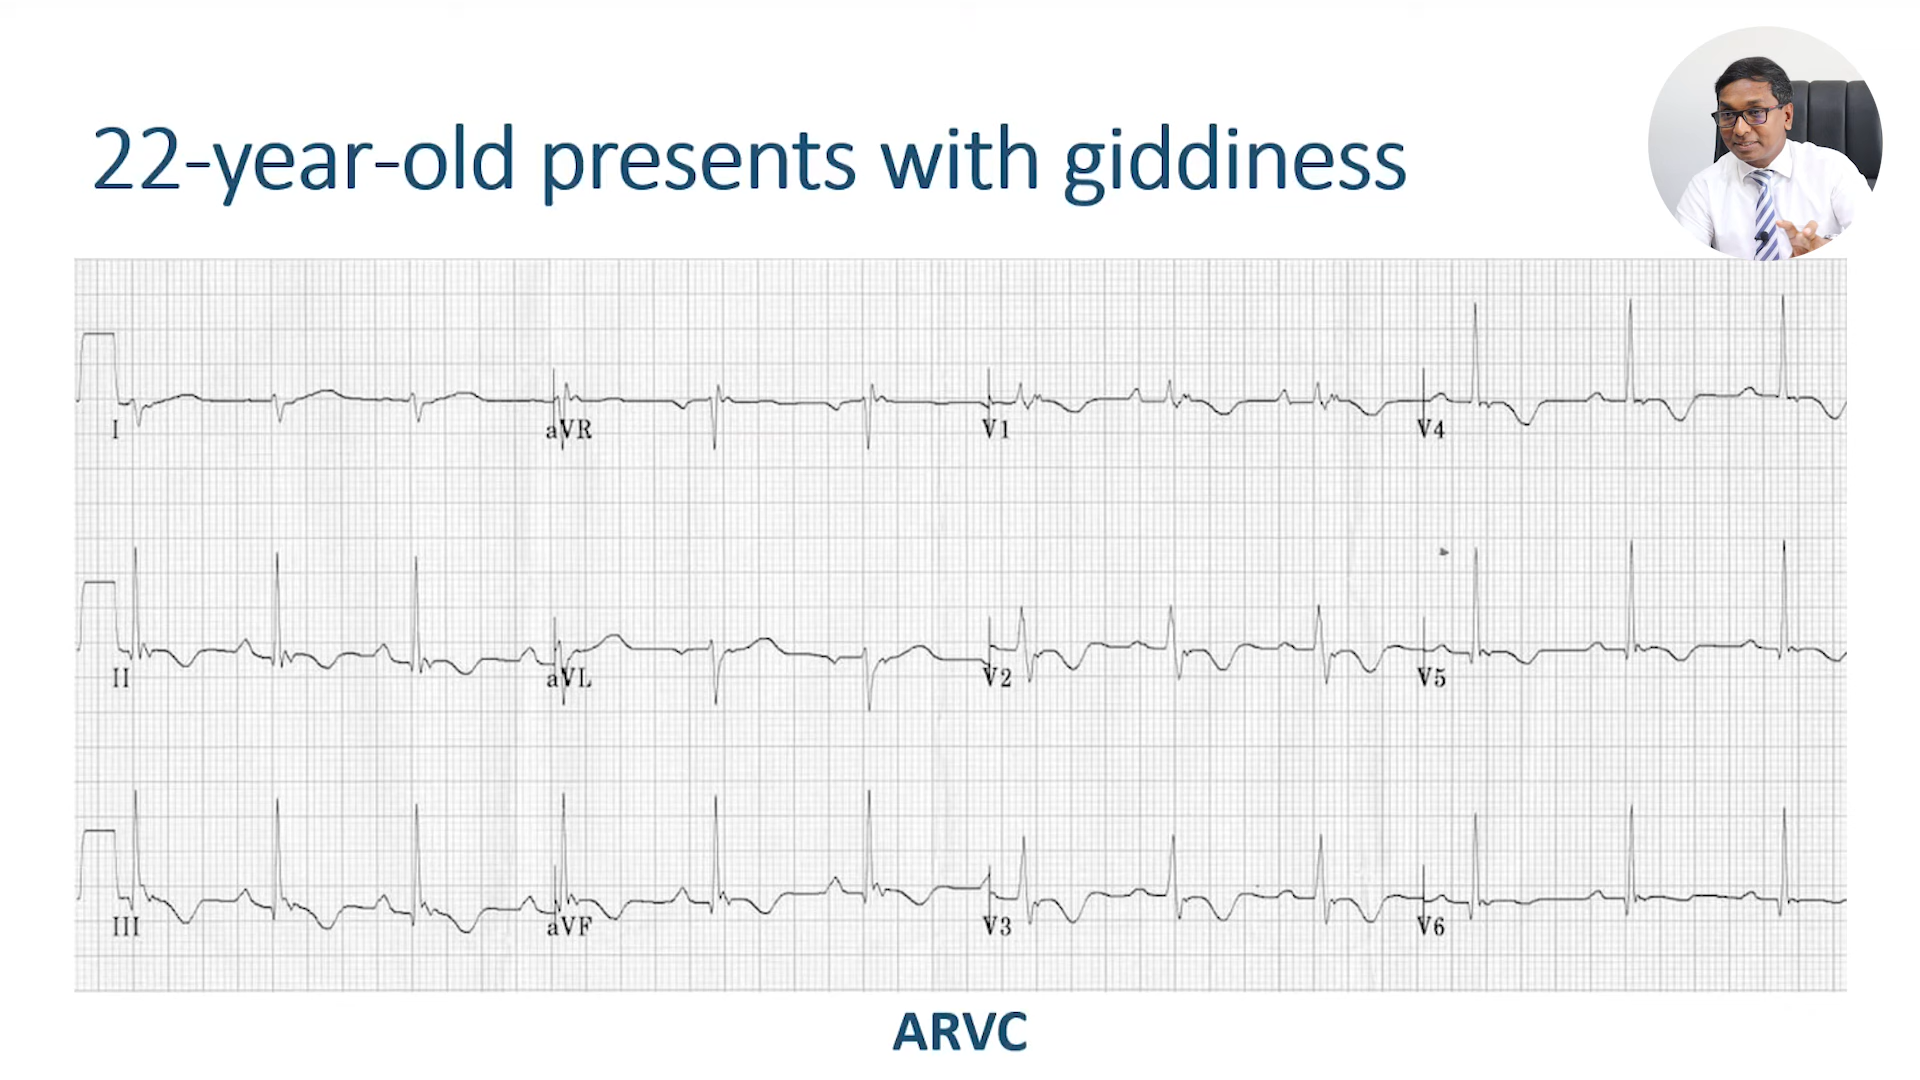 22-year-old presents with giddiness
I aVR V1 V4
II aVL V2 V5
III aVF V3 V6
ARVC